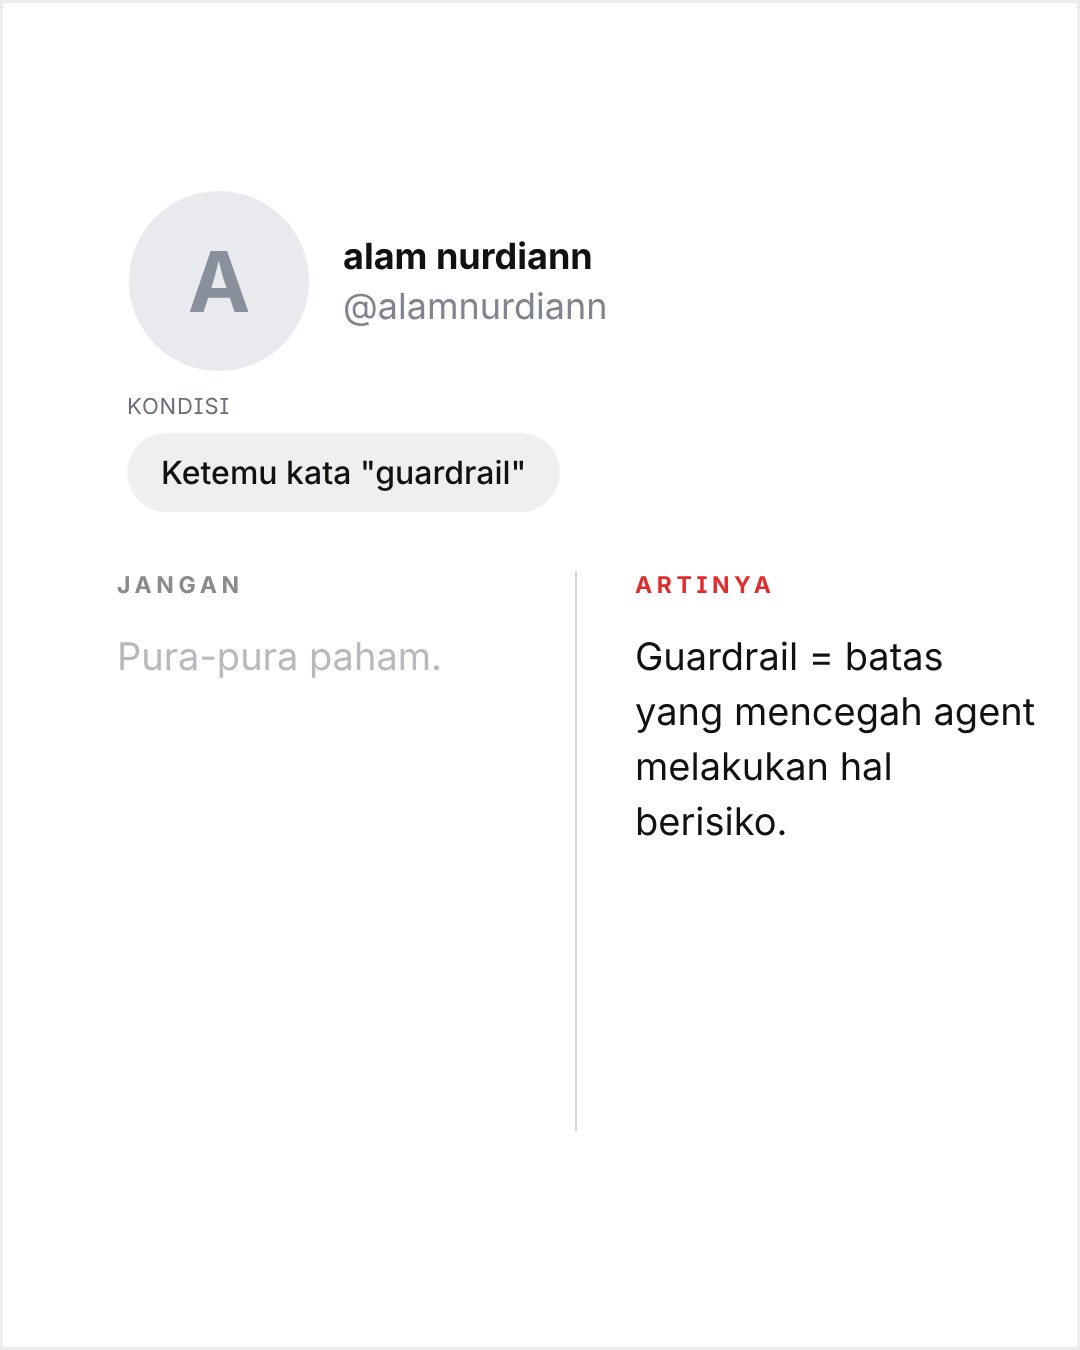 A
alam nurdiann
@alamnurdiann
KONDISI
Ketemu kata "guardrail"
JANGAN
Pura-pura paham.
ARTINYA
Guardrail = batas
yang mencegah agent
melakukan hal
berisiko.